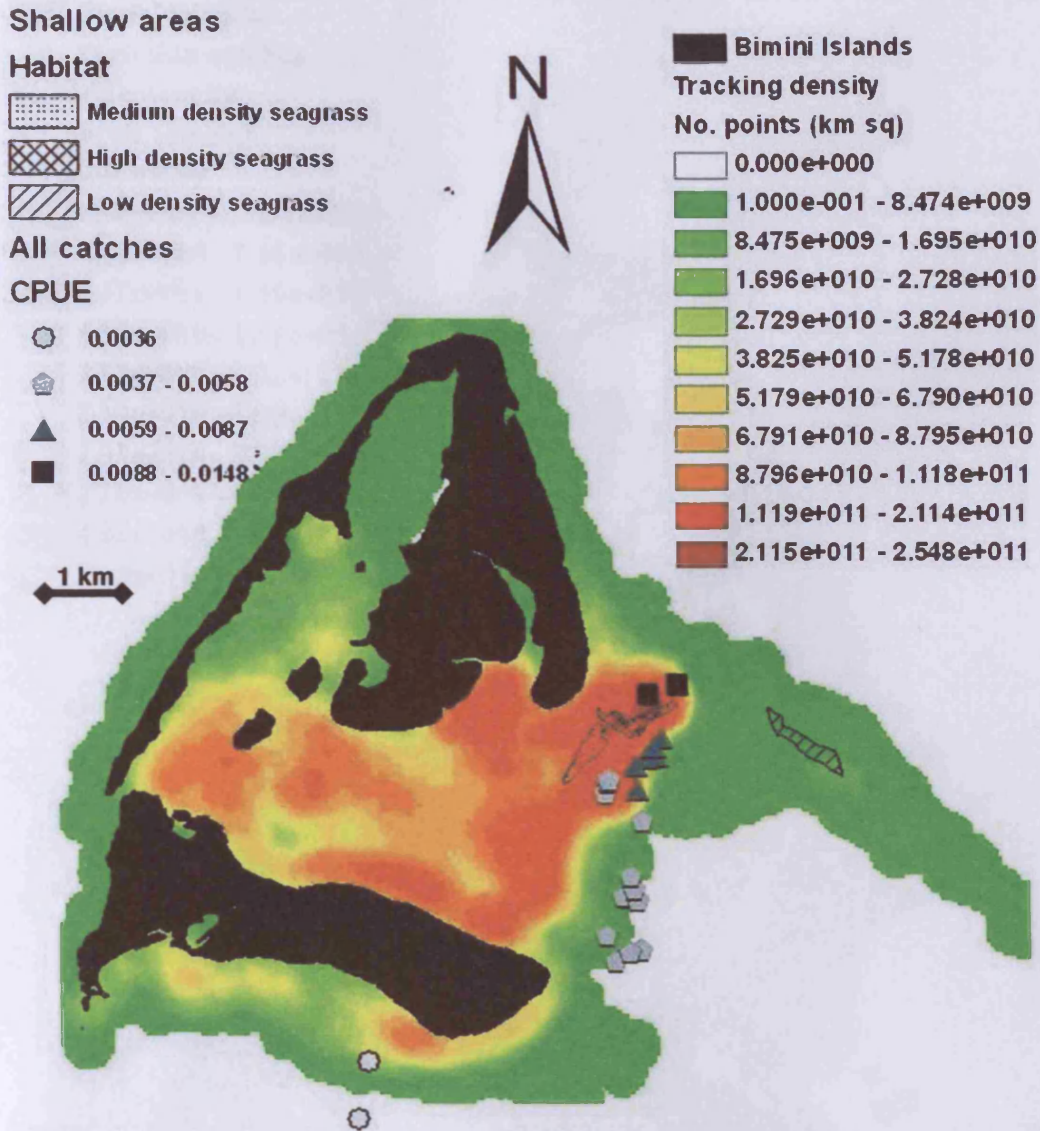 Shallow areas
Habitat
Medium density seagrass
High density seagrass
Low density seagrass
All catches
CPUE
0.0036
0.0037 - 0.0058
0.0059 - 0.0087
0.0088 - 0.0148
1 km
N
Bimini Islands
Tracking density
No. points (km sq)
0.000e+000
1.000e-001 - 8.474e+009
8.475e+009 - 1.695e+010
1.696e+010 - 2.728e+010
2.729e+010 - 3.824e+010
3.825e+010 - 5.178e+010
5.179e+010 - 6.790e+010
6.791e+010 - 8.795e+010
8.796e+010 - 1.118e+011
1.119e+011 - 2.114e+011
2.115e+011 - 2.548e+011